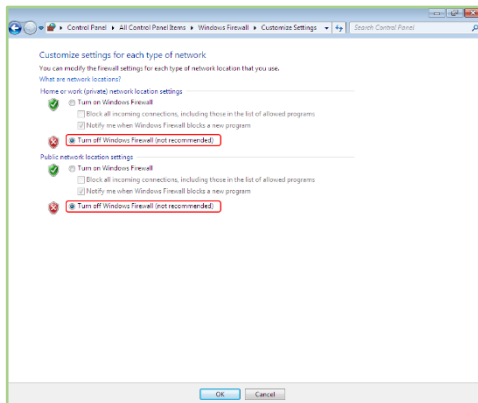 Control Panel ▸ All Control Panel Items ▸ Windows Firewall ▸ Customize Settings
Search Control Panel
Customize settings for each type of network
You can modify the firewall settings for each type of network location that you use.
What are network locations?
Home or work (private) network location settings
Turn on Windows Firewall
Block all incoming connections, including those in the list of allowed programs
Notify me when Windows Firewall blocks a new program
Turn off Windows Firewall (not recommended)
Public network location settings
Turn on Windows Firewall
Block all incoming connections, including those in the list of allowed programs
Notify me when Windows Firewall blocks a new program
Turn off Windows Firewall (not recommended)
OK
Cancel